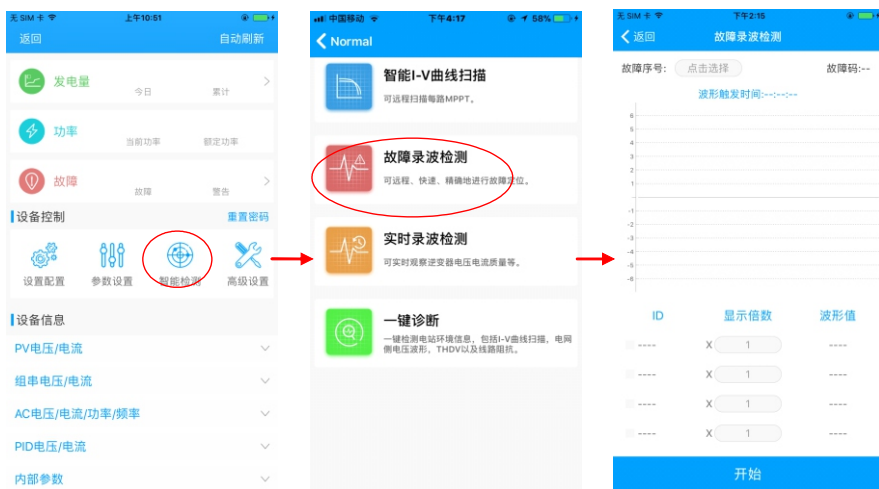 无 SIM 卡 上午10:51
返回 自动刷新
发电量 今日 累计
功率 当前功率 额定功率
故障 故障 警告
设备控制 重置密码
设置配置 参数设置 智能检测 高级设置
设备信息
PV电压/电流
组串电压/电流
AC电压/电流/功率/频率
PID电压/电流
内部参数
中国移动 下午4:17 58%
Normal
智能I-V曲线扫描
可远程扫描每路MPPT。
故障录波检测
可远程、快速、精确地进行故障定位。
实时录波检测
可实时观察逆变器电压电流质量等。
一键诊断
一键检测电站环境信息，包括I-V曲线扫描，电网
侧电压波形、THDV以及线路阻抗。
无 SIM 卡 下午2:15
返回 故障录波检测
故障序号: 点击选择 故障码:--
波形触发时间:--:--:--
6
5
4
3
2
1
-1
-2
-3
-4
-5
-6
ID 显示倍数 波形值
---- X 1 ----
---- X 1 ----
---- X 1 ----
---- X 1 ----
开始